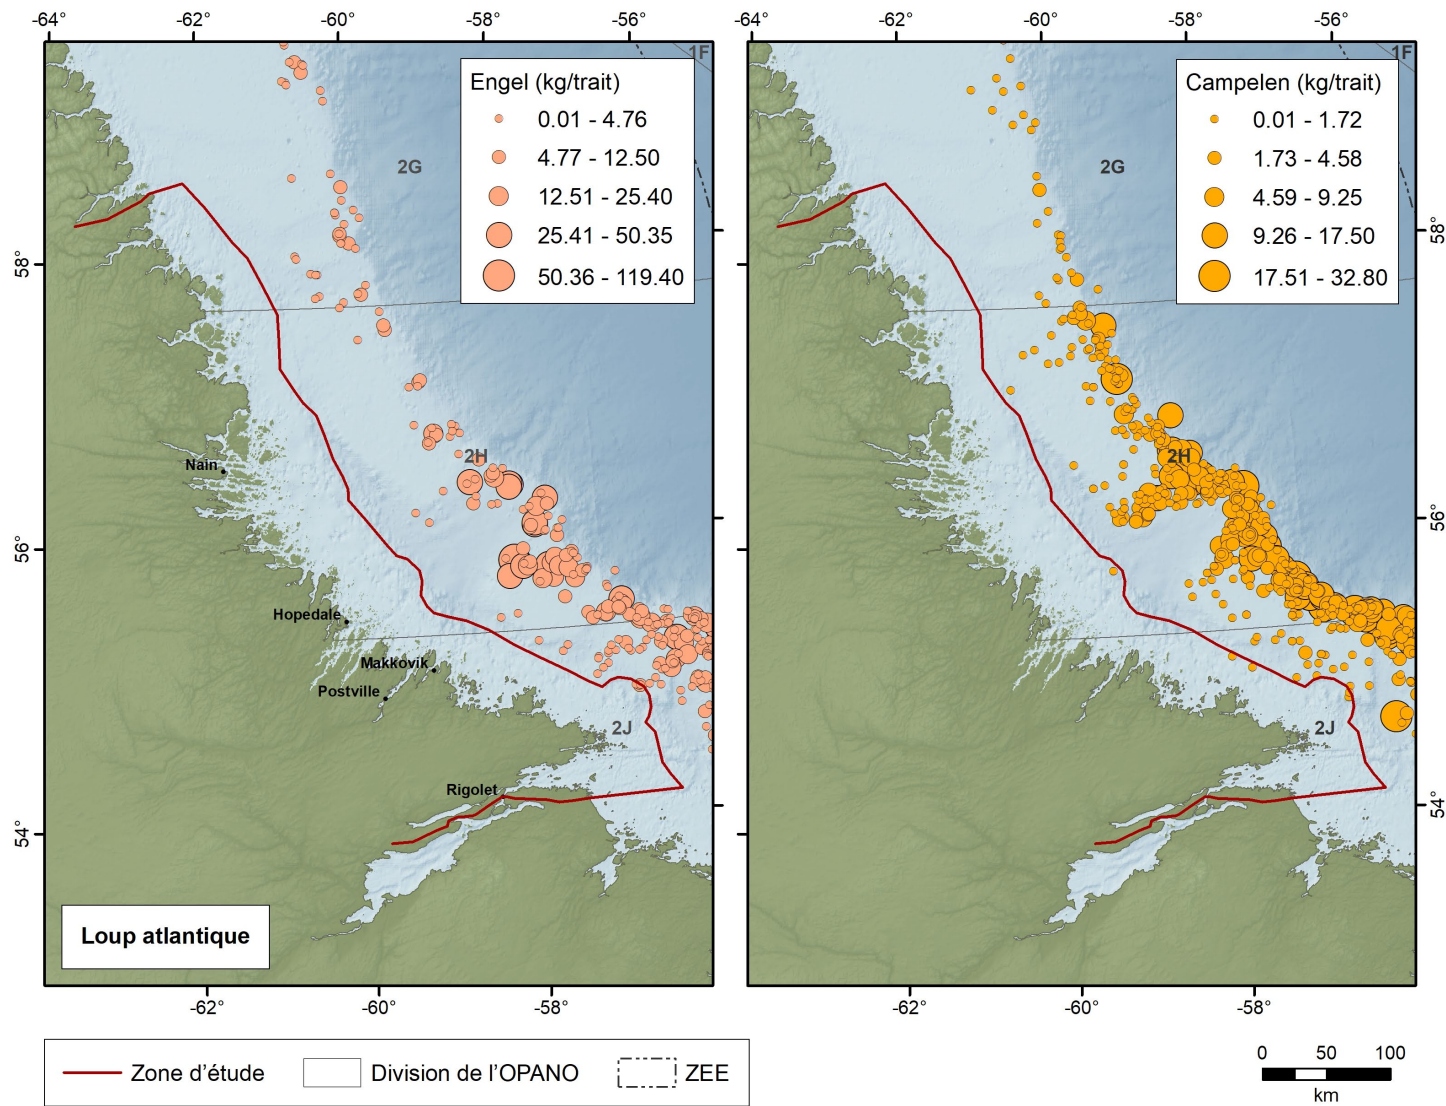 -64° -62° -60° -58° -56°
-64° -62° -60° -58° -56°
Engel (kg/trait)
0.01 - 4.76
4.77 - 12.50
12.51 - 25.40
25.41 - 50.35
50.36 - 119.40
1F
2G
2H
2J
58°
56°
54°
Nain
Hopedale
Makkovik
Postville
Rigolet
Loup atlantique
Campelen (kg/trait)
0.01 - 1.72
1.73 - 4.58
4.59 - 9.25
9.26 - 17.50
17.51 - 32.80
1F
2G
2H
2J
58°
56°
54°
-62° -60° -58°
-62° -60° -58°
Zone d'étude
Division de l'OPANO
ZEE
0 50 100
km